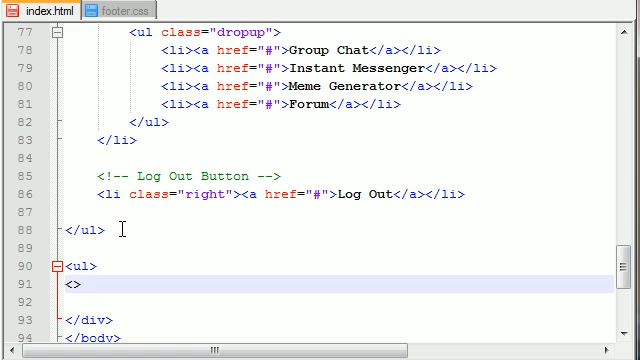 index.html footer.css
77 <ul class="dropup">
78 <li><a href="#">Group Chat</a></li>
79 <li><a href="#">Instant Messenger</a></li>
80 <li><a href="#">Meme Generator</a></li>
81 <li><a href="#">Forum</a></li>
82 </ul>
83 </li>
84
85 <!-- Log Out Button -->
86 <li class="right"><a href="#">Log Out</a></li>
87
88 </ul>
89
90 <ul>
91 <>
92
93 </div>
94 </body>